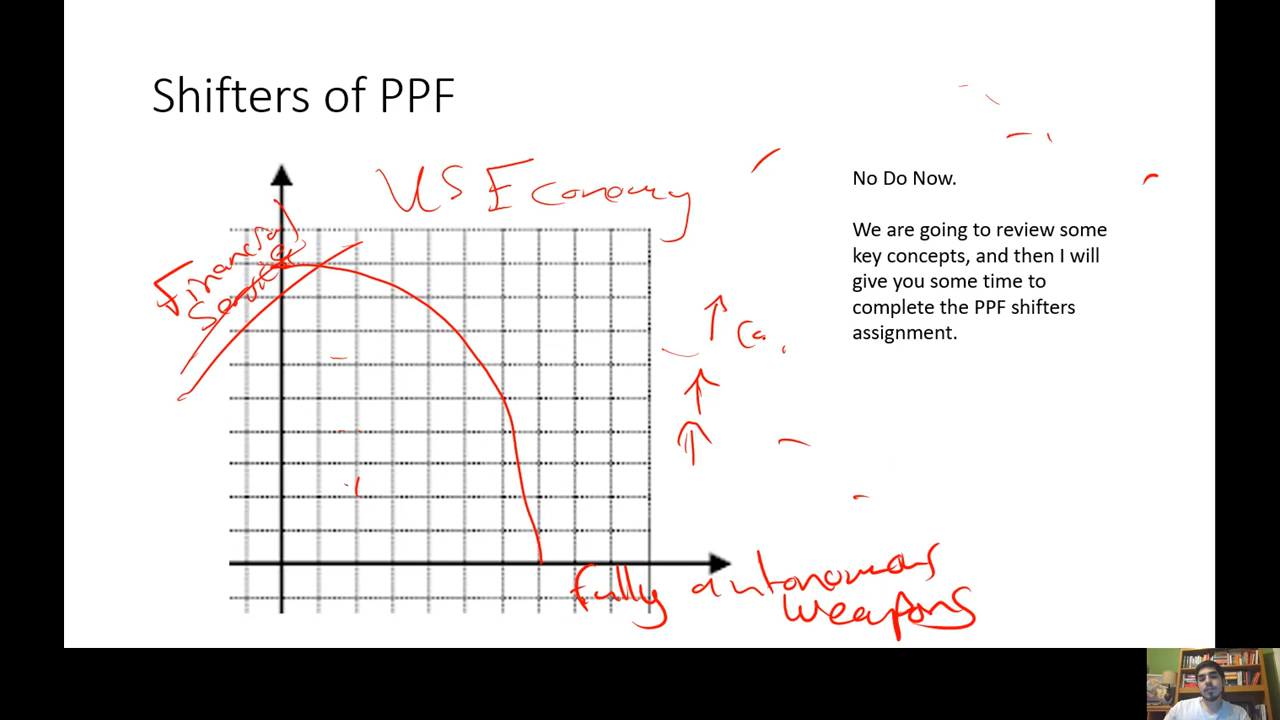 Shifters of PPF
US Economy
No Do Now.
We are going to review some
key concepts, and then I will
give you some time to
complete the PPF shifters
assignment.
Financial
Ca
fully autonomous
weapons